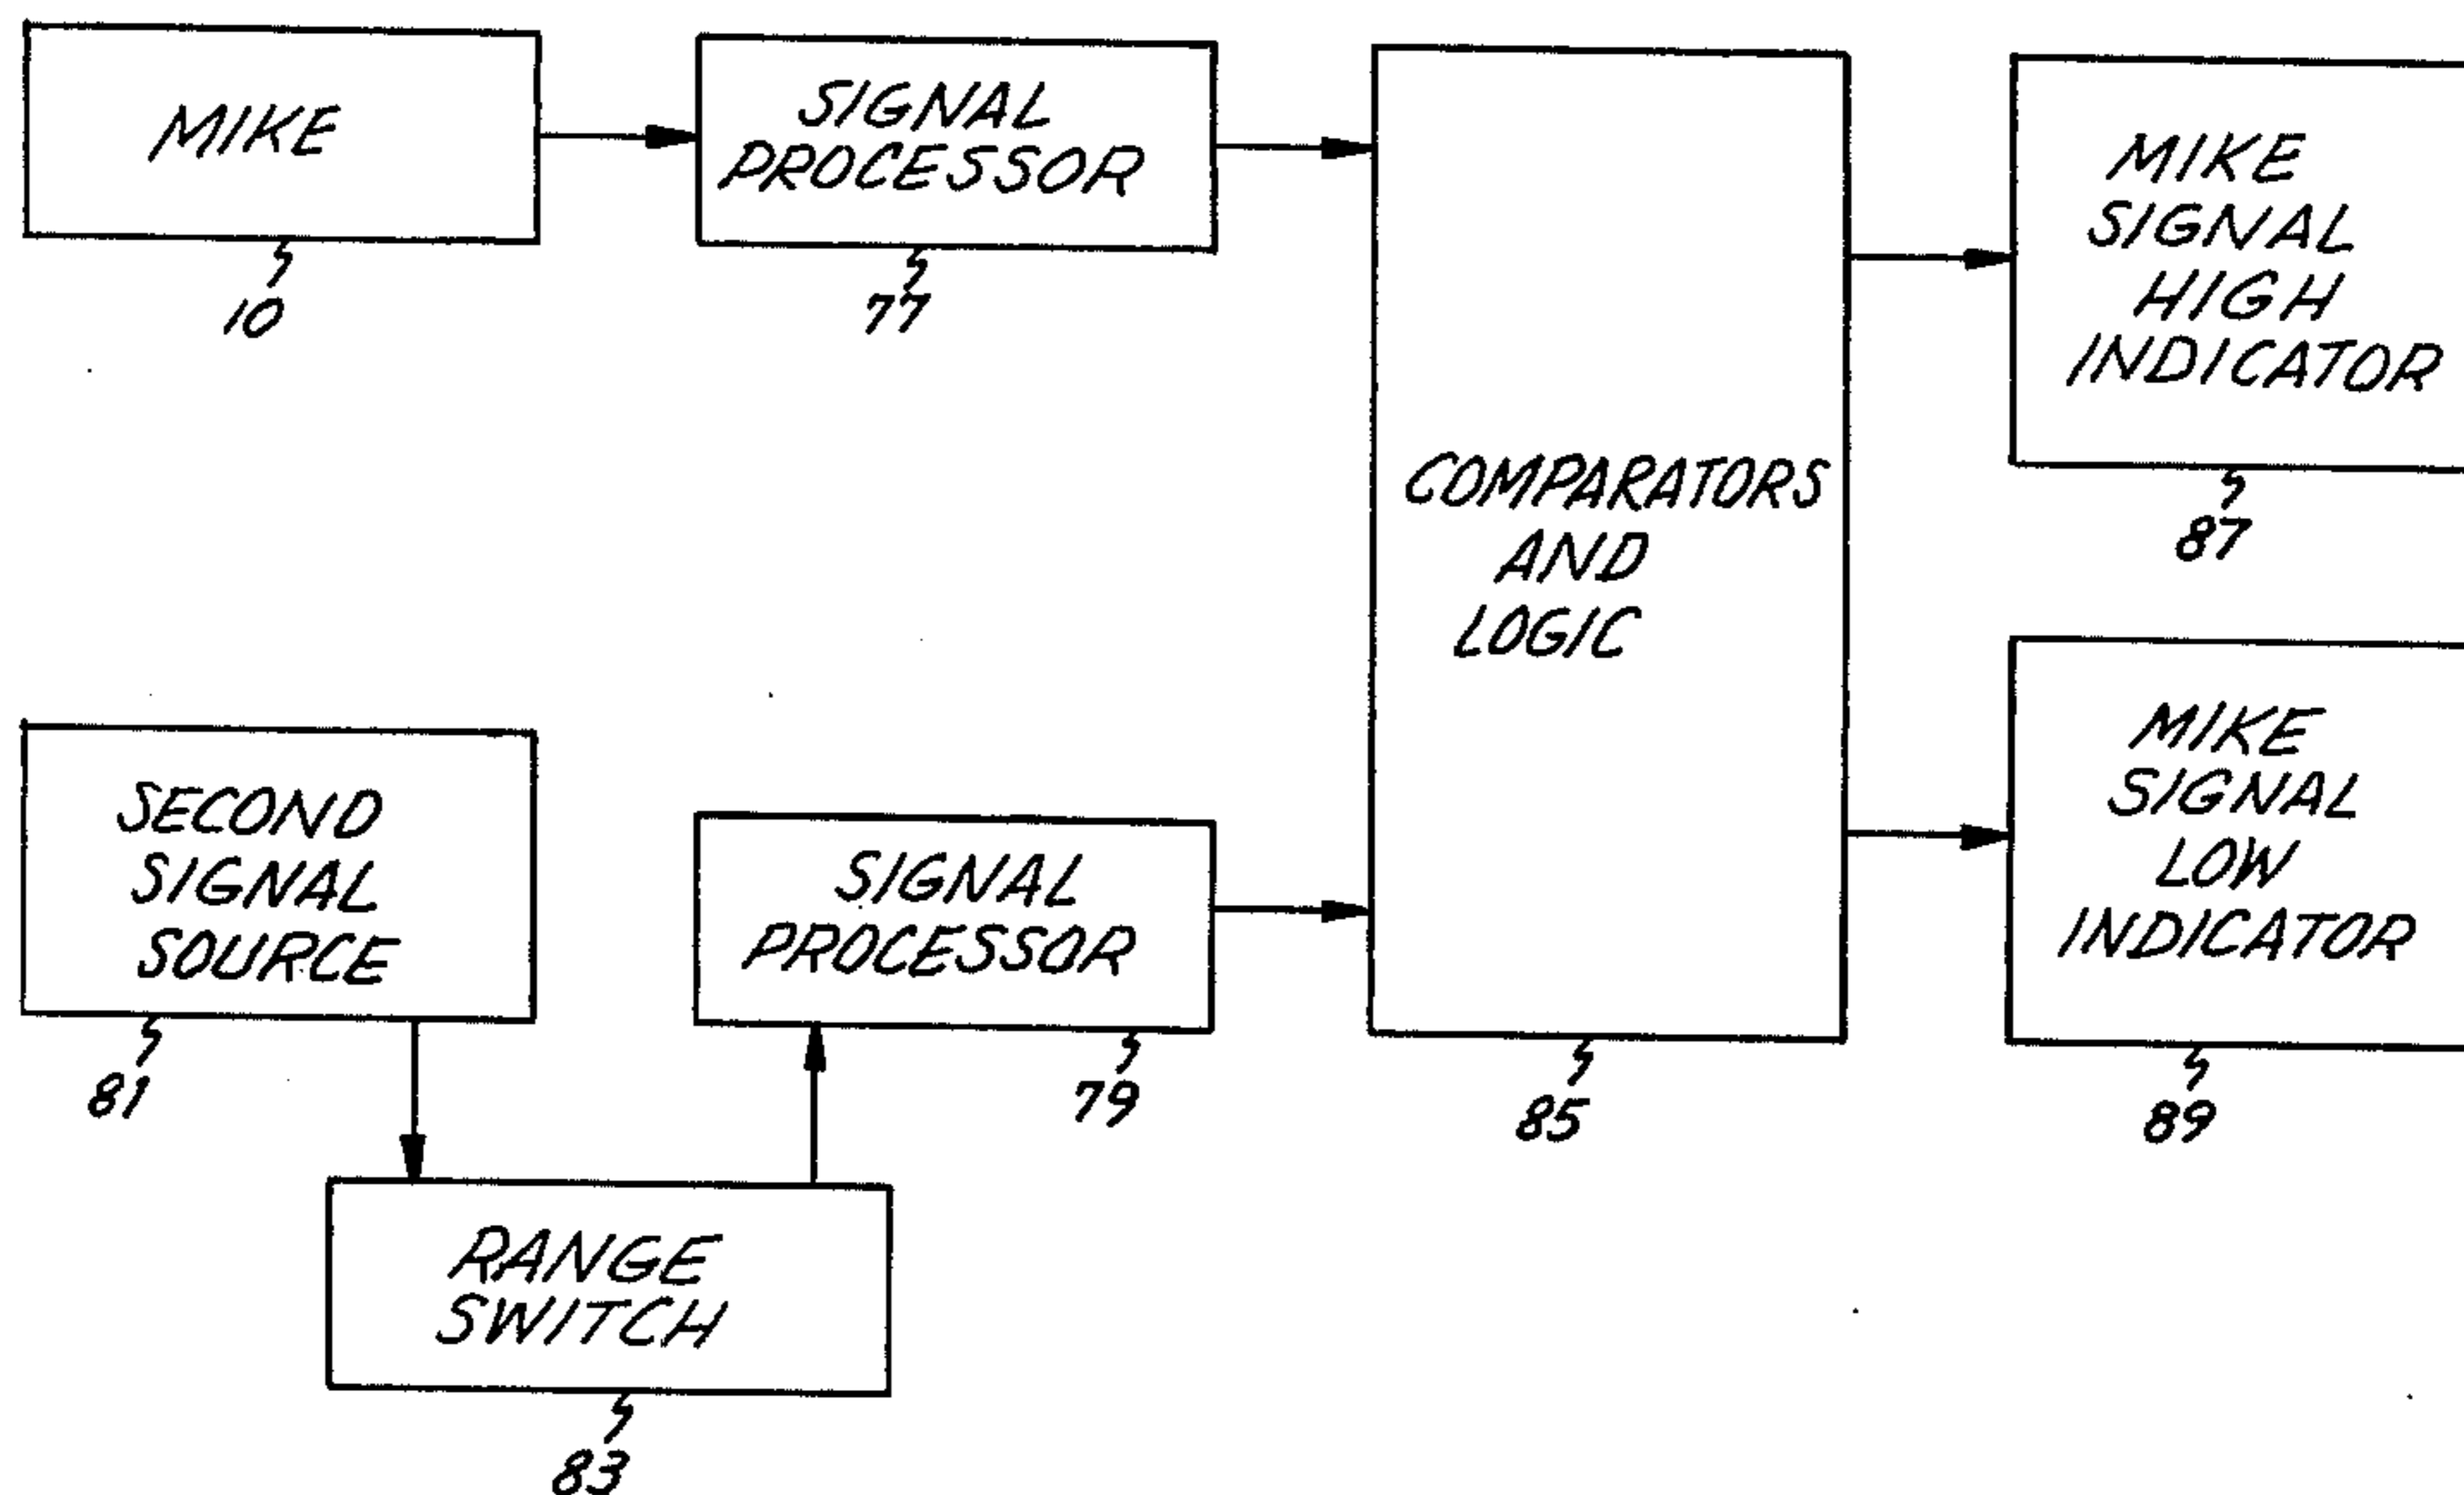 MIKE
10
SIGNAL
PROCESSOR
77
COMPARATORS
AND
LOGIC
85
MIKE
SIGNAL
HIGH
INDICATOR
87
SECOND
SIGNAL
SOURCE
81
SIGNAL
PROCESSOR
79
RANGE
SWITCH
83
MIKE
SIGNAL
LOW
INDICATOR
89